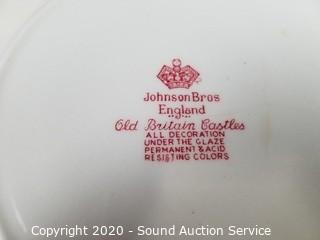 Johnson Bros
England
Old Britain Castles
ALL DECORATION
UNDER THE GLAZE
PERMANENT & ACID
RESISTING COLORS
Copyright 2020 - Sound Auction Service